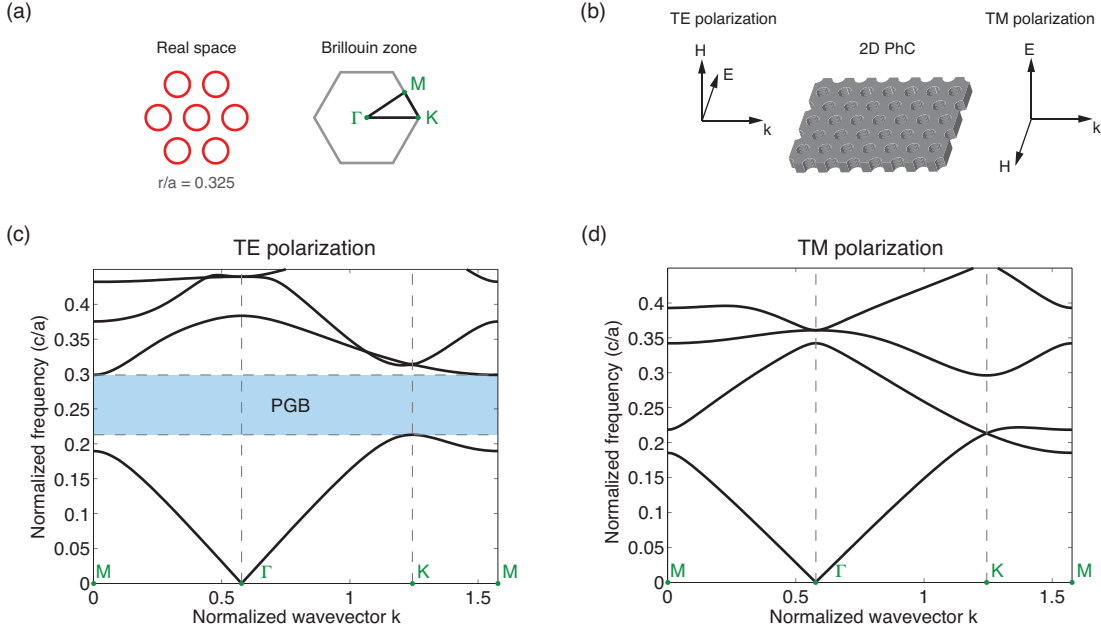 (a)
Real space
Brillouin zone
M
Γ
K
r/a = 0.325
(b)
TE polarization
TM polarization
2D PhC
H
E
k
E
k
H
(c)
TE polarization
Normalized frequency (c/a)
0.4
0.35
0.3
0.25
0.2
0.15
0.1
0.05
0
PGB
M
Γ
K
M
0
0.5
1
1.5
Normalized wavevector k
(d)
TM polarization
Normalized frequency (c/a)
0.4
0.35
0.3
0.25
0.2
0.15
0.1
0.05
0
M
Γ
K
M
0
0.5
1
1.5
Normalized wavevector k